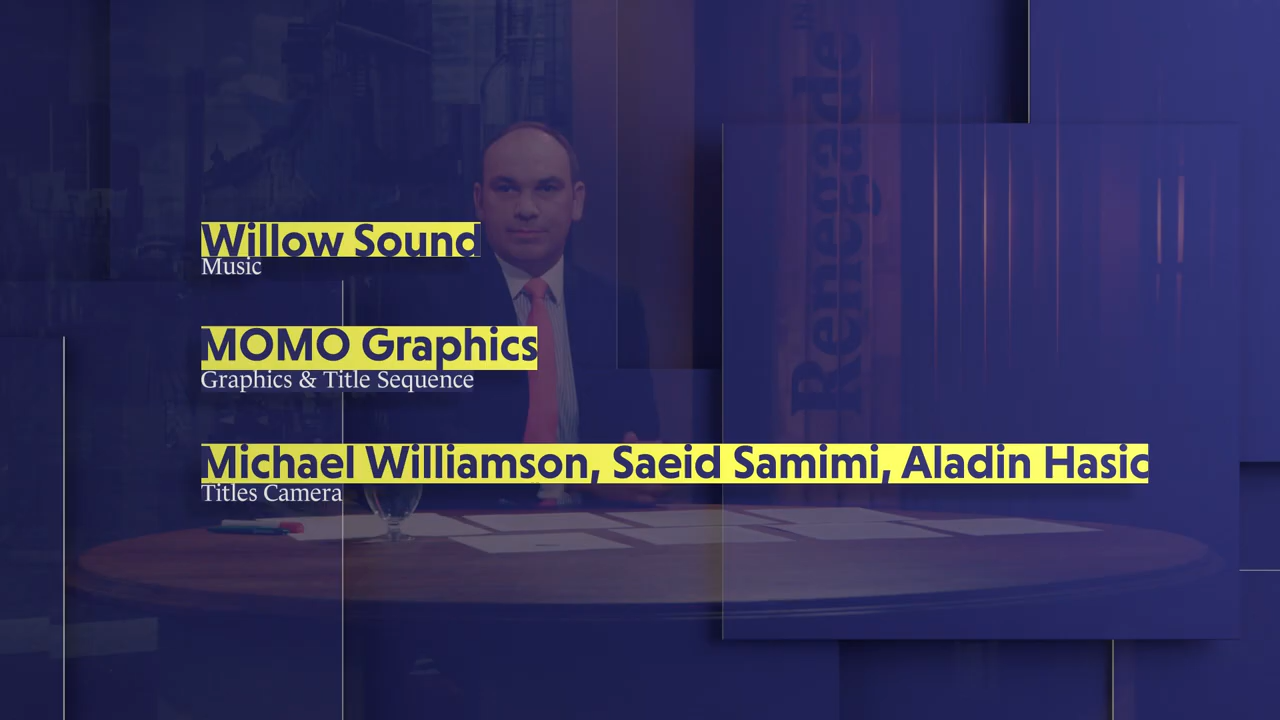 Willow Sound
Music
MOMO Graphics
Graphics & Title Sequence
Michael Williamson, Saeid Samimi, Aladin Hasic
Titles Camera
Renegade